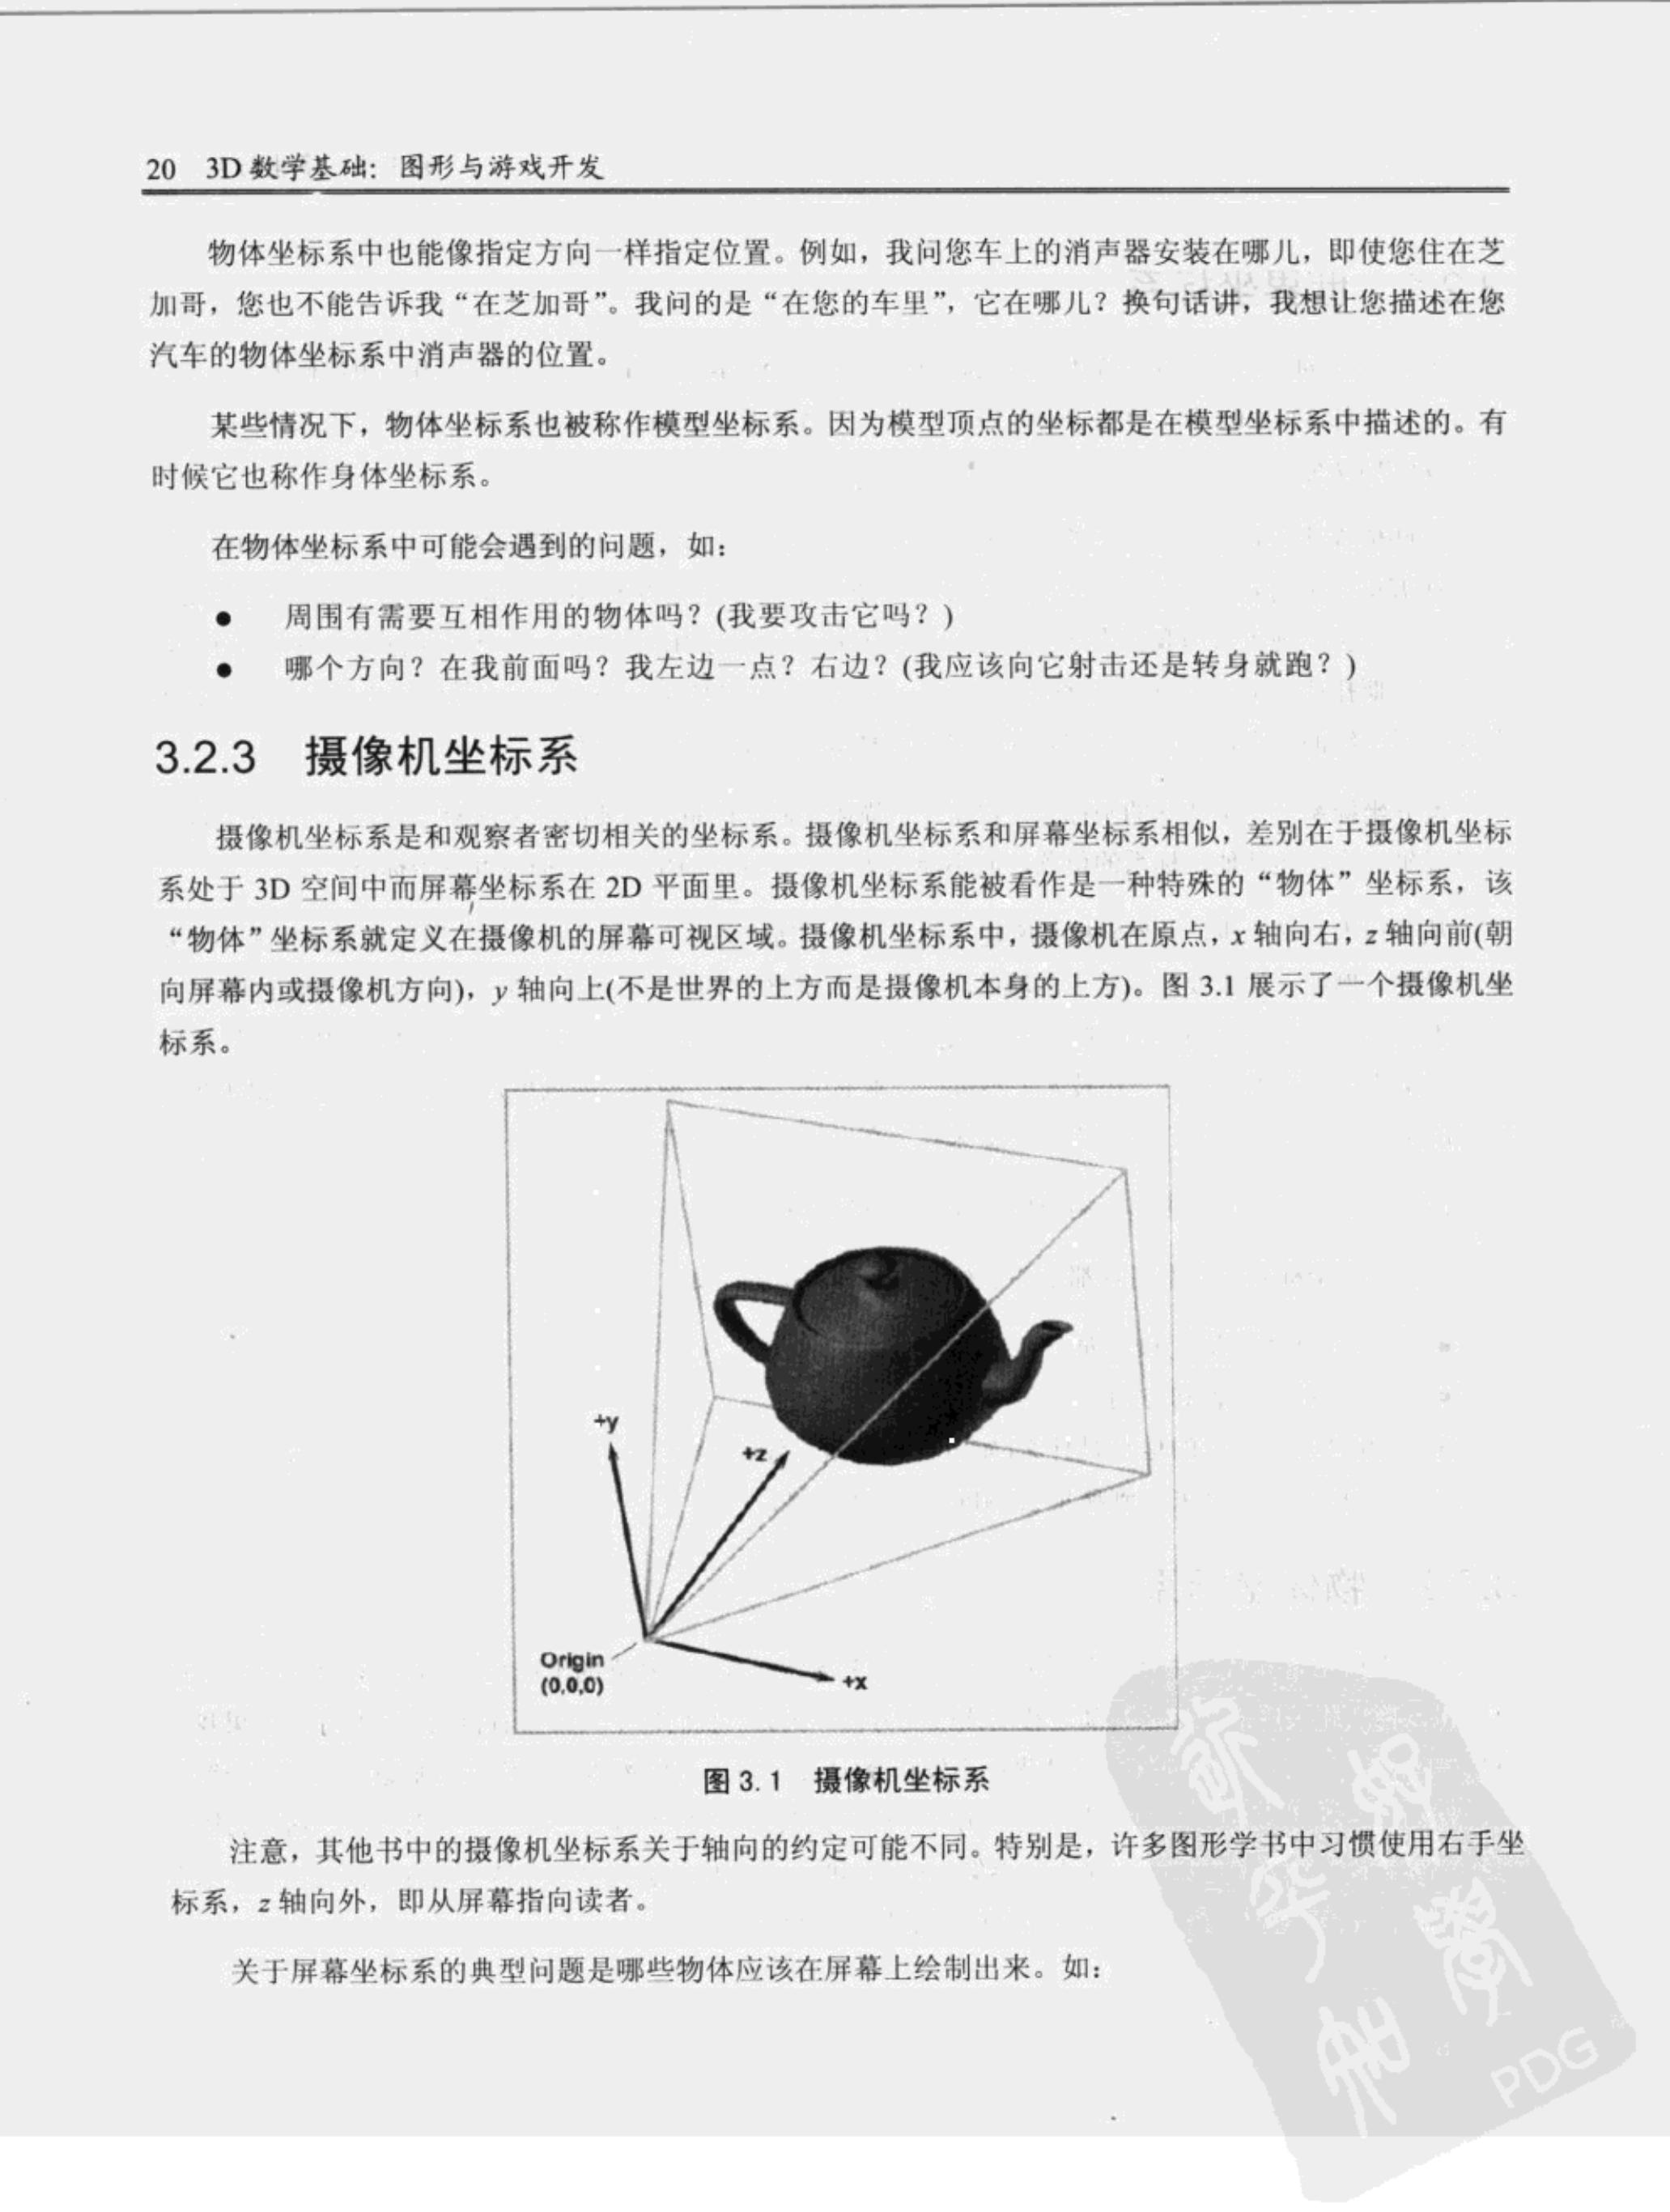 20 3D数学基础：图形与游戏开发
物体坐标系中也能像指定方向一样指定位置。例如，我问您车上的消声器安装在哪儿，即使您住在芝
加哥，您也不能告诉我“在芝加哥”。我问的是“在您的车里”，它在哪儿？换句话讲，我想让您描述在您
汽车的物体坐标系中消声器的位置。
某些情况下，物体坐标系也被称作模型坐标系。因为模型顶点的坐标都是在模型坐标系中描述的。有
时候它也称作身体坐标系。
在物体坐标系中可能会遇到的问题，如：
● 周围有需要互相作用的物体吗？(我要攻击它吗？)
● 哪个方向？在我前面吗？我左边一点？右边？(我应该向它射击还是转身就跑？)
3.2.3 摄像机坐标系
摄像机坐标系是和观察者密切相关的坐标系。摄像机坐标系和屏幕坐标系相似，差别在于摄像机坐标
系处于 3D 空间中而屏幕坐标系在 2D 平面里。摄像机坐标系能被看作是一种特殊的“物体”坐标系，该
“物体”坐标系就定义在摄像机的屏幕可视区域。摄像机坐标系中，摄像机在原点，x 轴向右，z 轴向前(朝
向屏幕内或摄像机方向)，y 轴向上(不是世界的上方而是摄像机本身的上方)。图 3.1 展示了一个摄像机坐
标系。
+y
+z
Origin
(0,0,0)
+x
图 3.1 摄像机坐标系
注意，其他书中的摄像机坐标系关于轴向的约定可能不同。特别是，许多图形学书中习惯使用右手坐
标系，z 轴向外，即从屏幕指向读者。
关于屏幕坐标系的典型问题是哪些物体应该在屏幕上绘制出来。如：
PDG